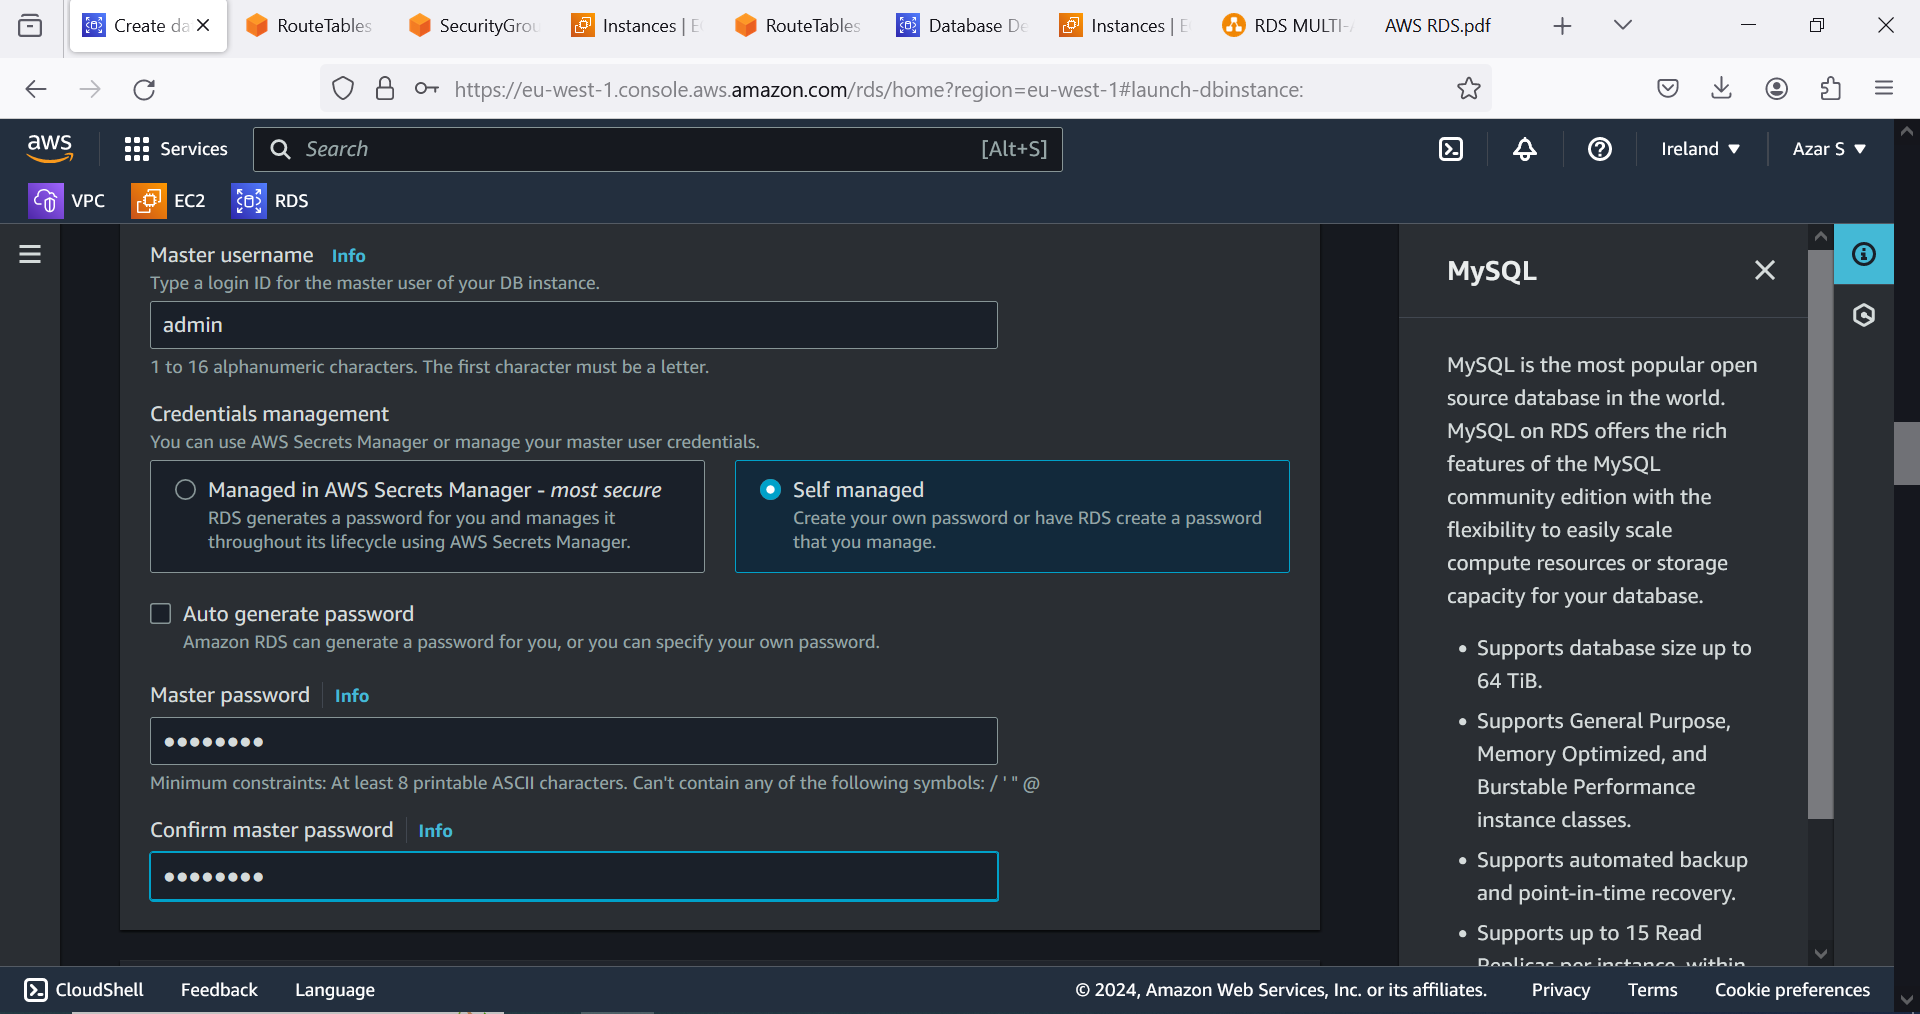 Create da
RouteTables
SecurityGrou
Instances | E
RouteTables
Database De
Instances | E
RDS MULTI-A
AWS RDS.pdf
https://eu-west-1.console.aws.amazon.com/rds/home?region=eu-west-1#launch-dbinstance:
aws
Services
Search
[Alt+S]
Ireland
Azar S
VPC
EC2
RDS
Master username Info
Type a login ID for the master user of your DB instance.
admin
1 to 16 alphanumeric characters. The first character must be a letter.
Credentials management
You can use AWS Secrets Manager or manage your master user credentials.
Managed in AWS Secrets Manager - most secure
RDS generates a password for you and manages it
throughout its lifecycle using AWS Secrets Manager.
Self managed
Create your own password or have RDS create a password
that you manage.
Auto generate password
Amazon RDS can generate a password for you, or you can specify your own password.
Master password Info
••••••••
Minimum constraints: At least 8 printable ASCII characters. Can't contain any of the following symbols: / ' " @
Confirm master password Info
••••••••
MySQL
MySQL is the most popular open
source database in the world.
MySQL on RDS offers the rich
features of the MySQL
community edition with the
flexibility to easily scale
compute resources or storage
capacity for your database.
• Supports database size up to
64 TiB.
• Supports General Purpose,
Memory Optimized, and
Burstable Performance
instance classes.
• Supports automated backup
and point-in-time recovery.
• Supports up to 15 Read
Replicas per instance, within
CloudShell
Feedback
Language
© 2024, Amazon Web Services, Inc. or its affiliates.
Privacy
Terms
Cookie preferences